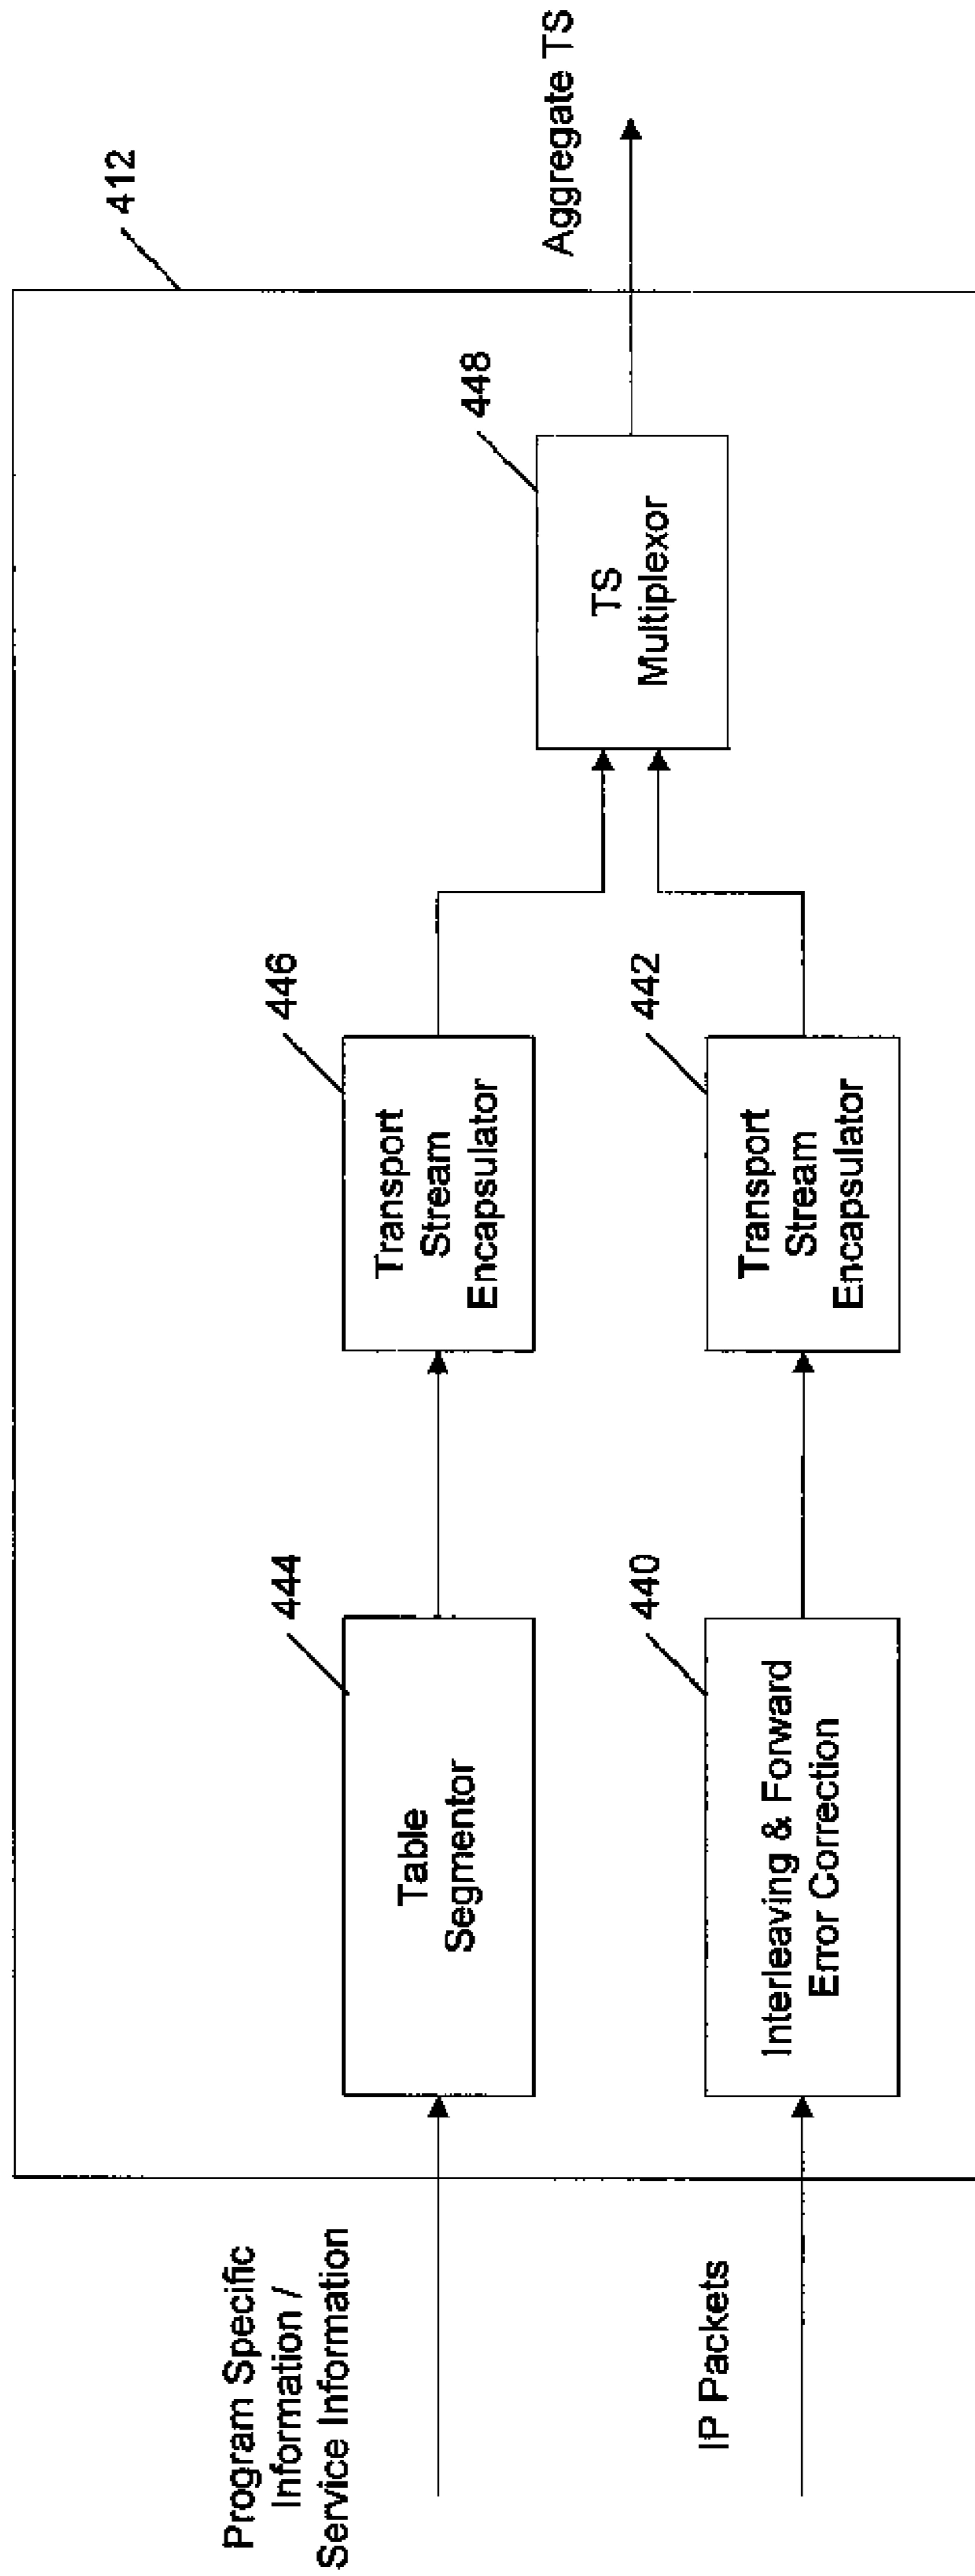 412
Program Specific
Information /
Service Information
444
Table
Segmentor
446
Transport
Stream
Encapsulator
448
TS
Multiplexor
Aggregate TS
IP Packets
440
Interleaving & Forward
Error Correction
442
Transport
Stream
Encapsulator